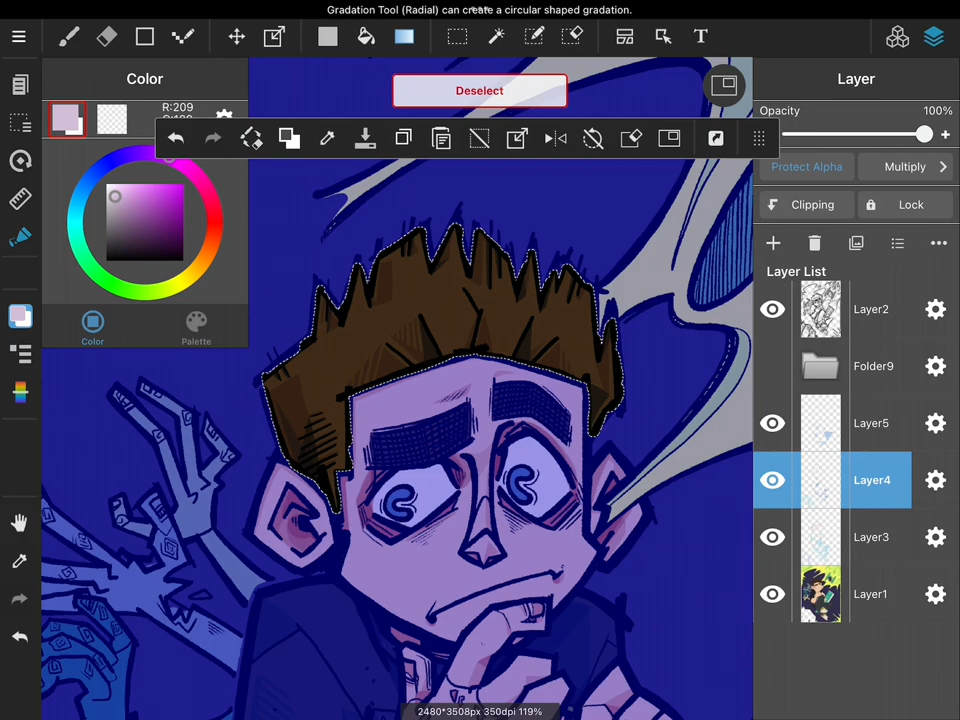 Gradation Tool (Radial) can create a circular shaped gradation.
T
Color
Deselect
Layer
R:209
Opacity 100%
Protect Alpha Multiply
Clipping Lock
Layer List
Layer2
Folder9
Color Palette
Layer5
Layer4
Layer3
Layer1
2480*3508px 350dpi 119%